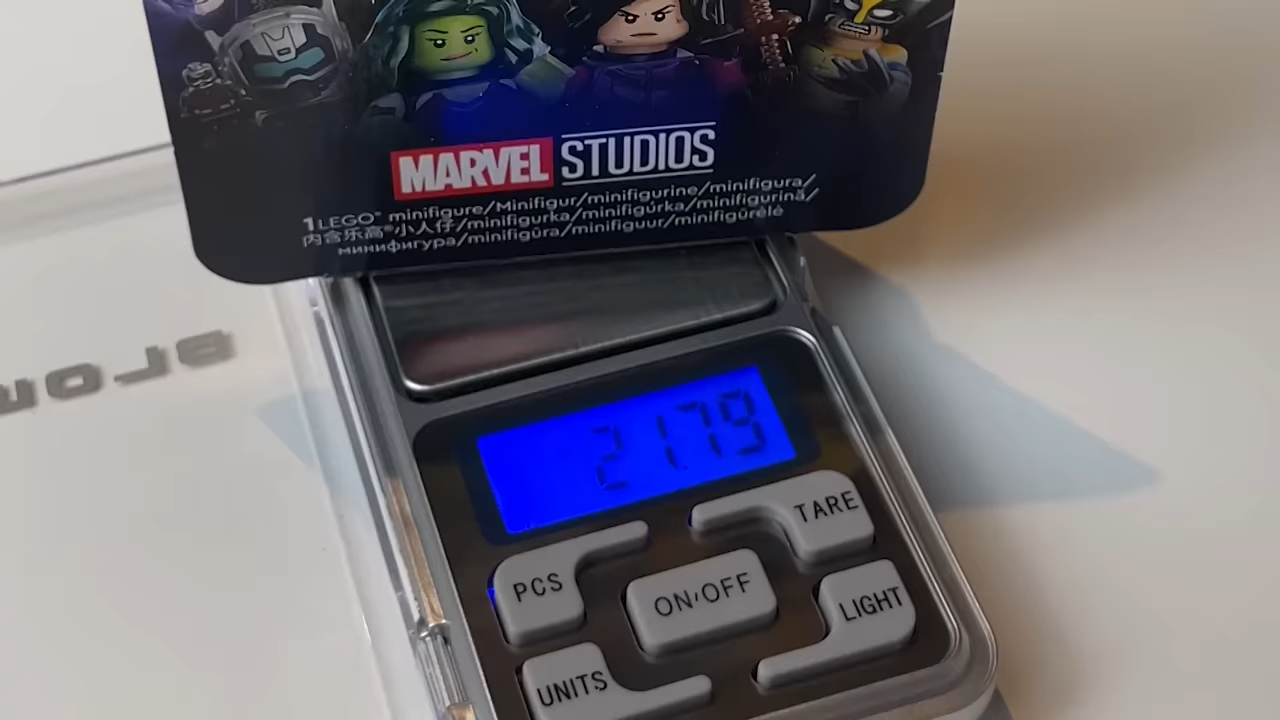 MARVEL STUDIOS
1 LEGO® minifigure/Minifigur/minifigurine/minifigura/
内含乐高®小人仔/minifigurka/minifigúrka/minifigurină/
минифигура/minifigūra/minifiguur/minifigūrėlė
21.79
TARE
PCS
ON/OFF
LIGHT
UNITS